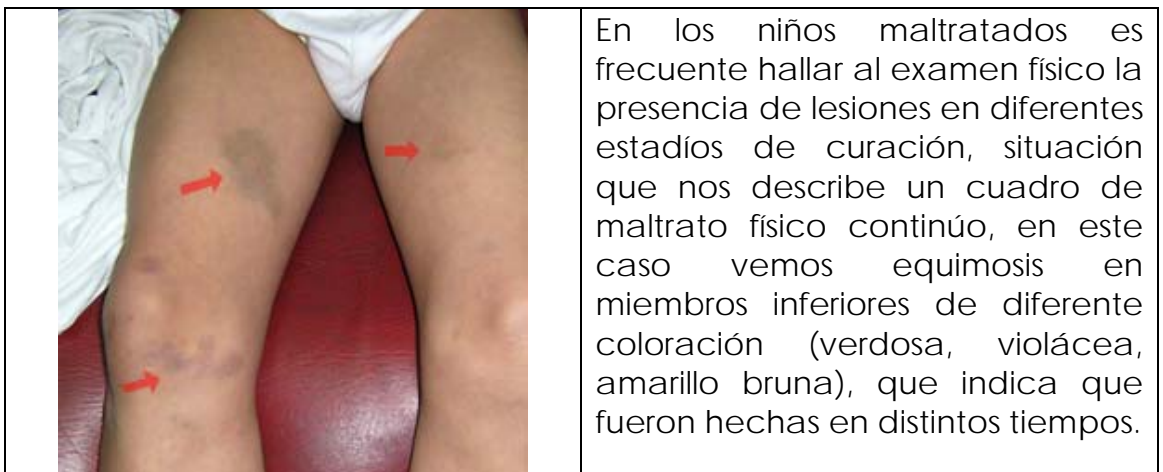 En los niños maltratados es
frecuente hallar al examen físico la
presencia de lesiones en diferentes
estadíos de curación, situación
que nos describe un cuadro de
maltrato físico continúo, en este
caso vemos equimosis en
miembros inferiores de diferente
coloración (verdosa, violácea,
amarillo bruna), que indica que
fueron hechas en distintos tiempos.